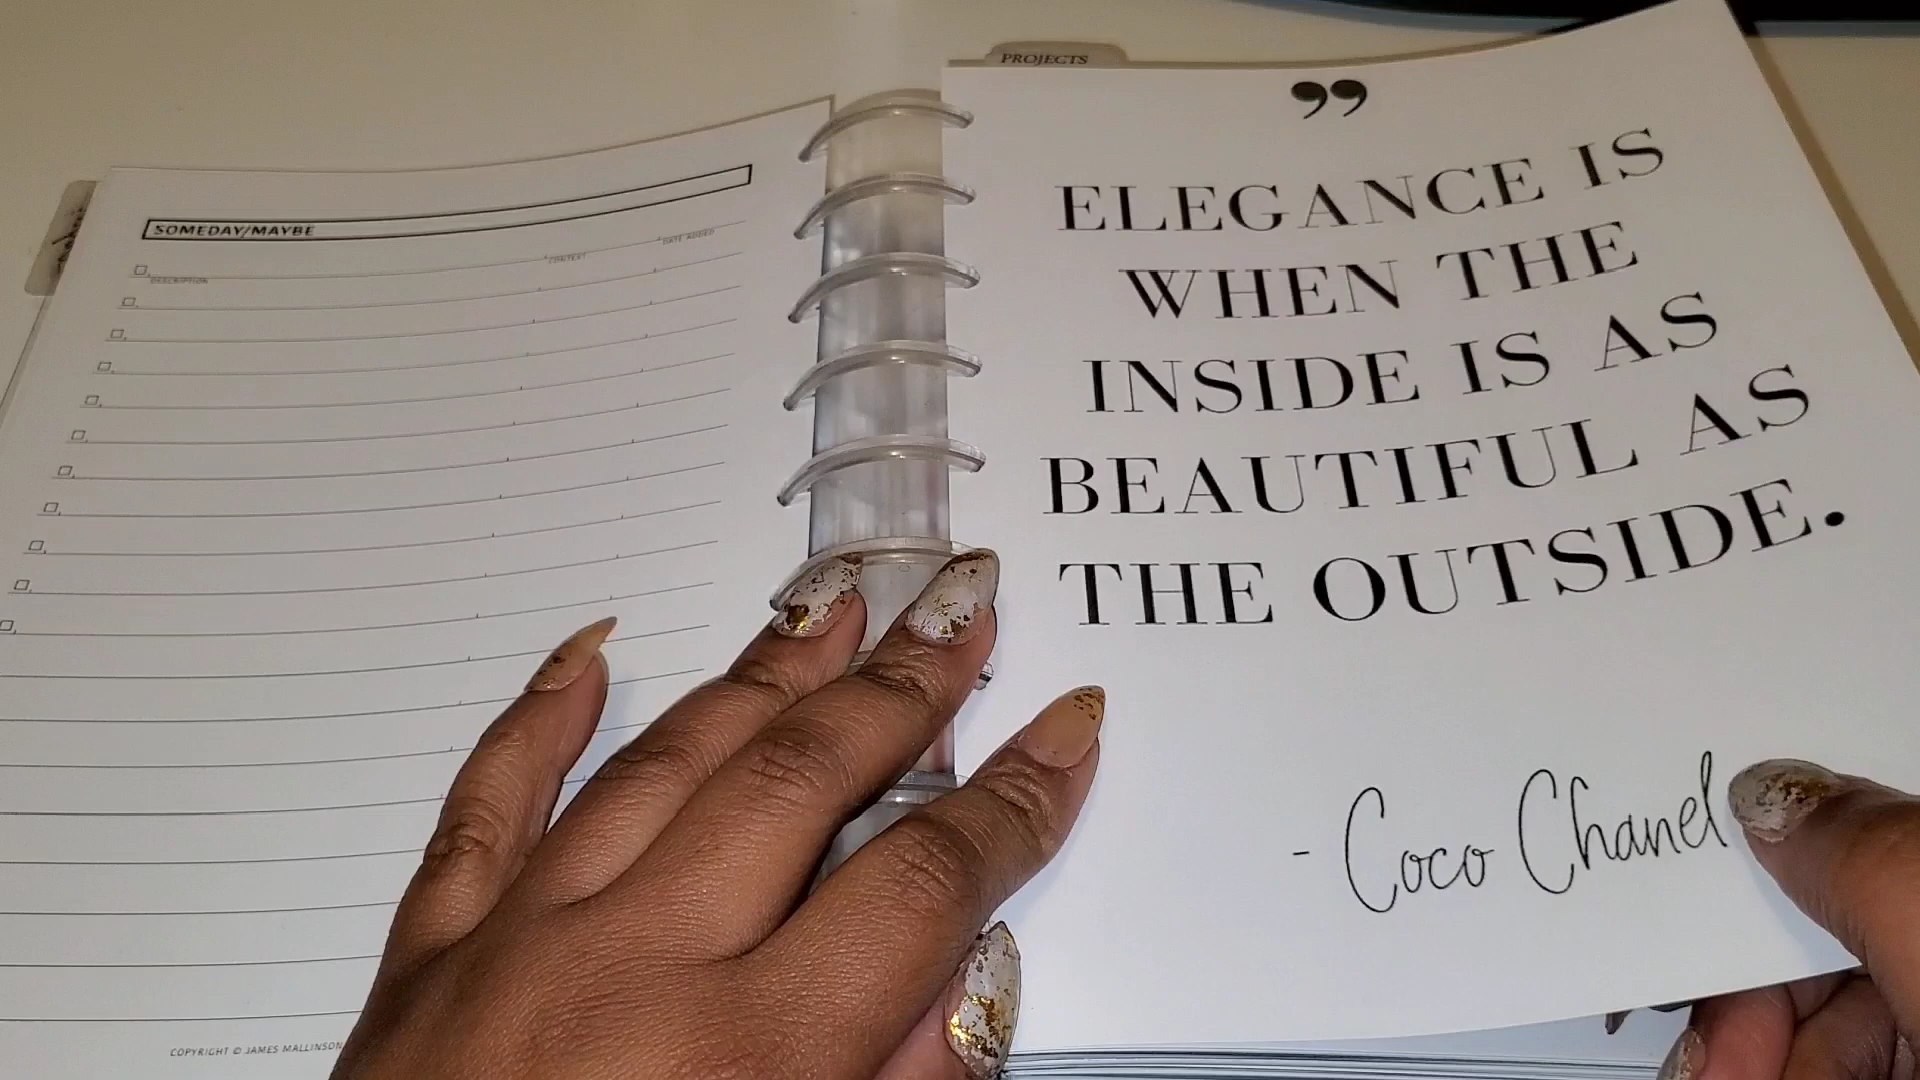 SOMEDAY/MAYBE
DESCRIPTION
CONTEXT
DATE ADDED
COPYRIGHT © JAMES MALLINSON
PROJECTS
”
ELEGANCE IS
WHEN THE
INSIDE IS AS
BEAUTIFUL AS
THE OUTSIDE.
- Coco Chanel